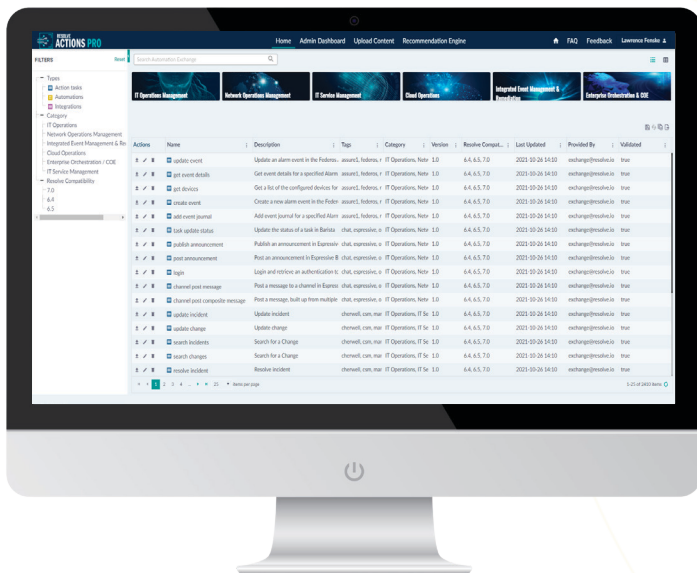 RESOLVE
ACTIONS PRO
Home Admin Dashboard Upload Content Recommendation Engine
FAQ Feedback Lawrence Fenske
FILTERS Reset
Search Automation Exchange
Types
Action tasks
Automations
Integrations
Category
IT Operations
Network Operations Management
Integrated Event Management & Re
Cloud Operations
Enterprise Orchestration / COE
IT Service Management
Resolve Compatibility
7.0
6.4
6.5
IT Operations Management
Network Operations Management
IT Service Management
Cloud Operations
Integrated Event Management &
Remediation
Enterprise Orchestration & COE
Actions Name Description Tags Category Version Resolve Compat... Last Updated Provided By Validated
update event Update an alarm event in the Federos.. assure1, federos, r IT Operations, Netw 1.0 6.4, 6.5, 7.0 2021-10-26 14:10 exchange@resolve.io true
get event details Get event details for a specified Alarm assure1, federos, r IT Operations, Netw 1.0 6.4, 6.5, 7.0 2021-10-26 14:10 exchange@resolve.io true
get devices Get a list of the configured devices for assure1, federos, r IT Operations, Netw 1.0 6.4, 6.5, 7.0 2021-10-26 14:10 exchange@resolve.io true
create event Create a new alarm event in the Feder assure1, federos, r IT Operations, Netw 1.0 6.4, 6.5, 7.0 2021-10-26 14:10 exchange@resolve.io true
add event journal Add event journal for a specified Alarm assure1, federos, r IT Operations, Netw 1.0 6.4, 6.5, 7.0 2021-10-26 14:10 exchange@resolve.io true
task update status Update the status of a task in Barista chat, espressive, o IT Operations, Netw 1.0 6.4, 6.5, 7.0 2021-10-26 14:10 exchange@resolve.io true
publish announcement Publish an announcement in Espressiv chat, espressive, o IT Operations, Netw 1.0 6.4, 6.5, 7.0 2021-10-26 14:10 exchange@resolve.io true
post announcement Post an announcement in Espressive B chat, espressive, o IT Operations, Netw 1.0 6.4, 6.5, 7.0 2021-10-26 14:10 exchange@resolve.io true
login Login and retrieve an authentication to chat, espressive, o IT Operations, Netw 1.0 6.4, 6.5, 7.0 2021-10-26 14:10 exchange@resolve.io true
channel post message Post a message to a channel in Espress chat, espressive, o IT Operations, Netw 1.0 6.4, 6.5, 7.0 2021-10-26 14:10 exchange@resolve.io true
channel post composite message Post a message, built up from multiple chat, espressive, o IT Operations, Netw 1.0 6.4, 6.5, 7.0 2021-10-26 14:10 exchange@resolve.io true
update incident Update incident cherwell, csm, mar IT Operations, IT Se 1.0 6.4, 6.5, 7.0 2021-10-26 14:10 exchange@resolve.io true
update change Update change cherwell, csm, mar IT Operations, IT Se 1.0 6.4, 6.5, 7.0 2021-10-26 14:10 exchange@resolve.io true
search incidents Search for a Change cherwell, csm, mar IT Operations, IT Se 1.0 6.4, 6.5, 7.0 2021-10-26 14:10 exchange@resolve.io true
search changes Search for a Change cherwell, csm, mar IT Operations, IT Se 1.0 6.4, 6.5, 7.0 2021-10-26 14:10 exchange@resolve.io true
resolve incident Resolve incident cherwell, csm, mar IT Operations, IT Se 1.0 6.4, 6.5, 7.0 2021-10-26 14:10 exchange@resolve.io true
1 2 3 4 ... 25 items per page 1-25 of 2410 items